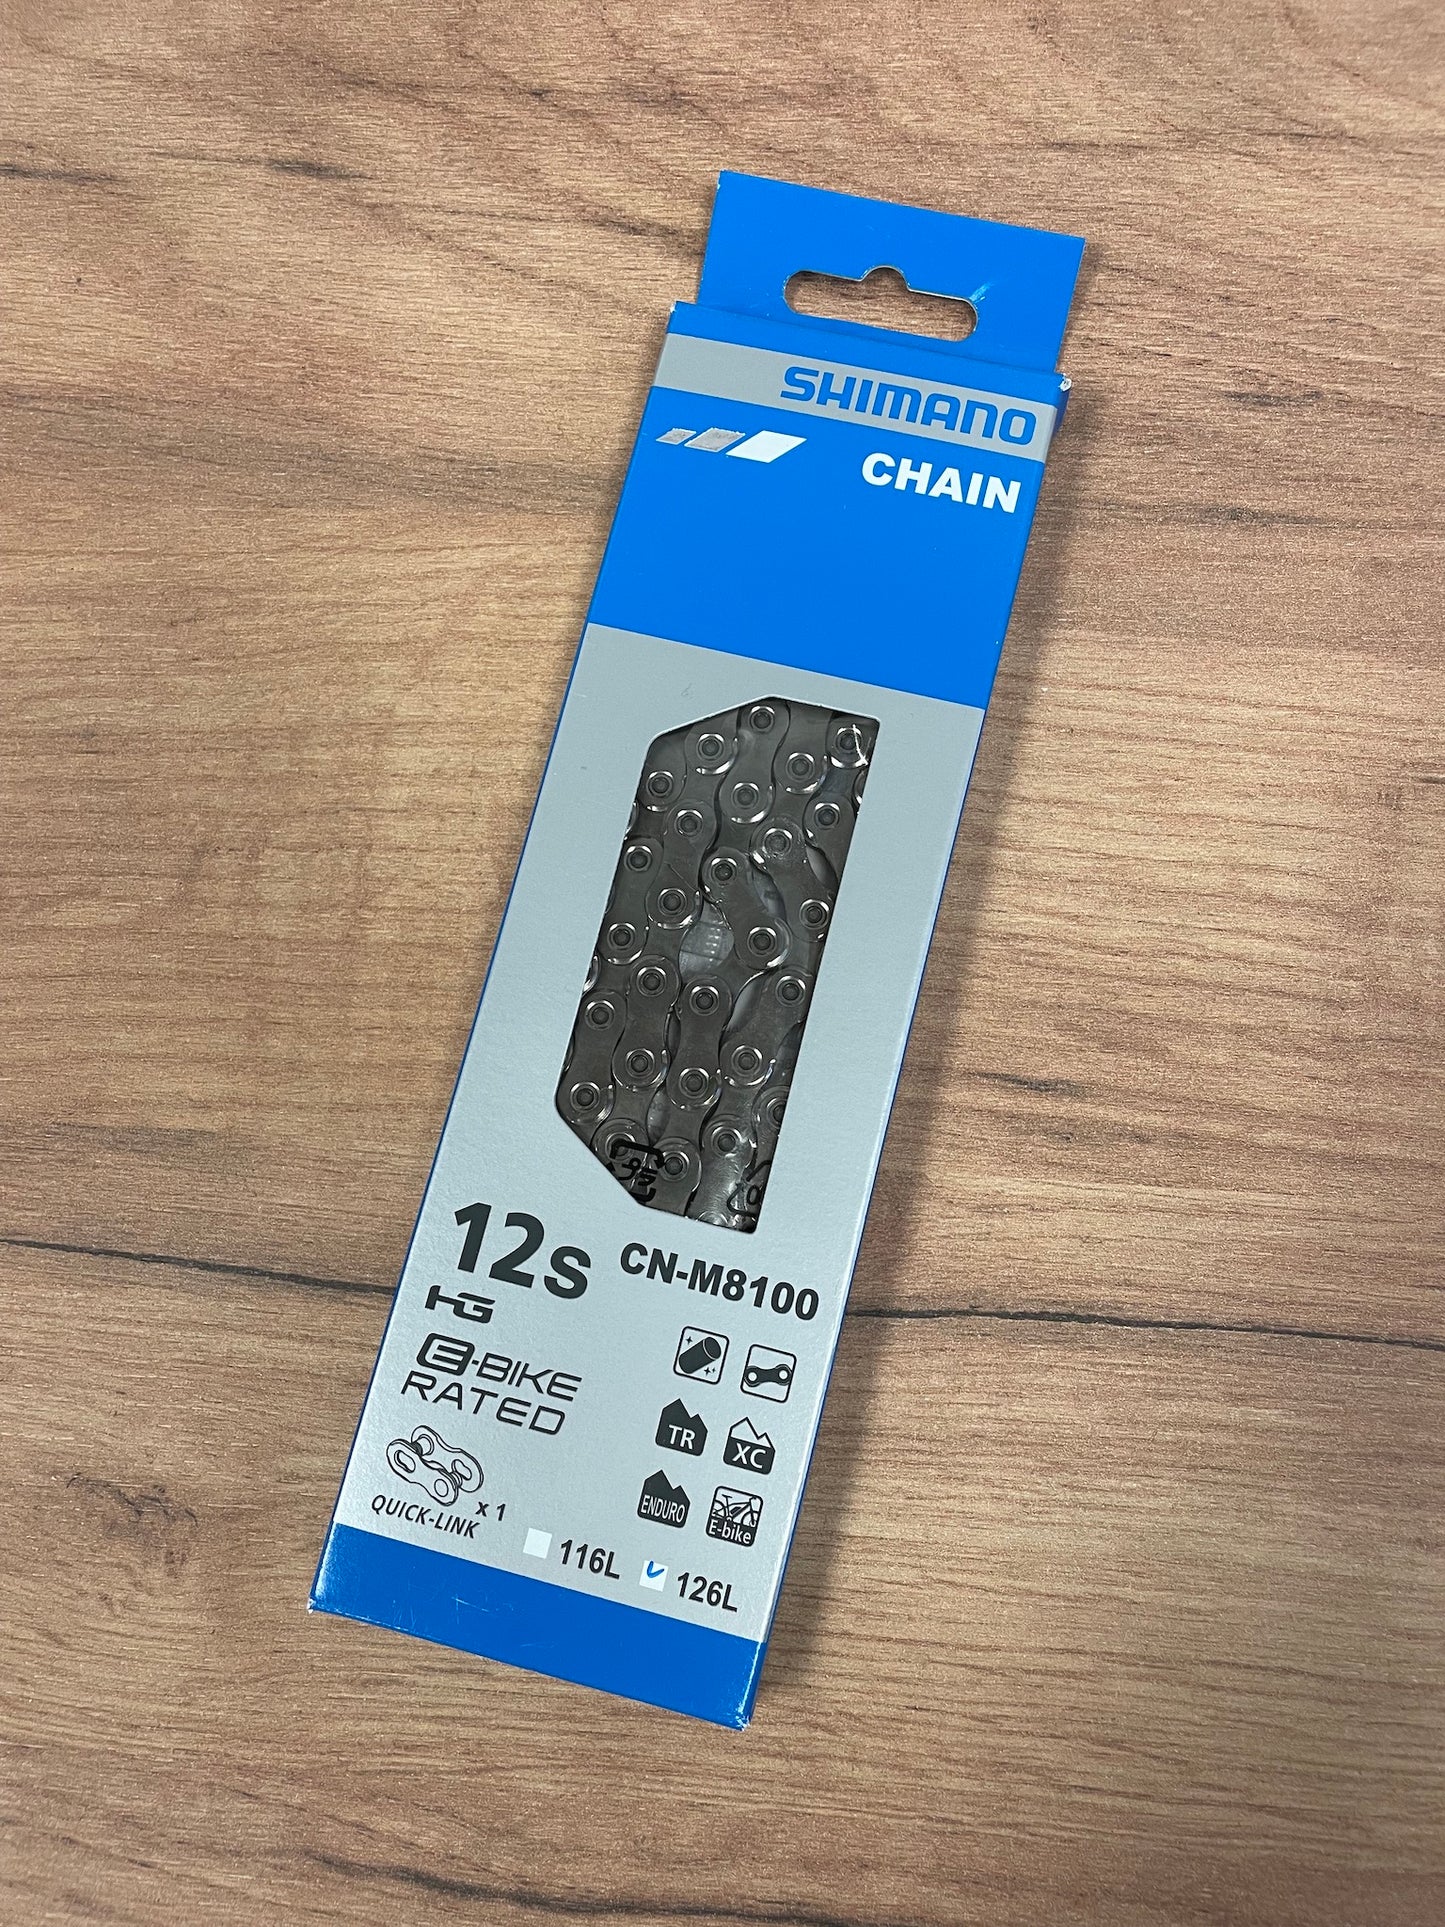 SHIMANO
CHAIN
12s
CN-M8100
HG
E-BIKE
RATED
TR
XC
ENDURO
E-bike
x 1
QUICK-LINK
116L
126L